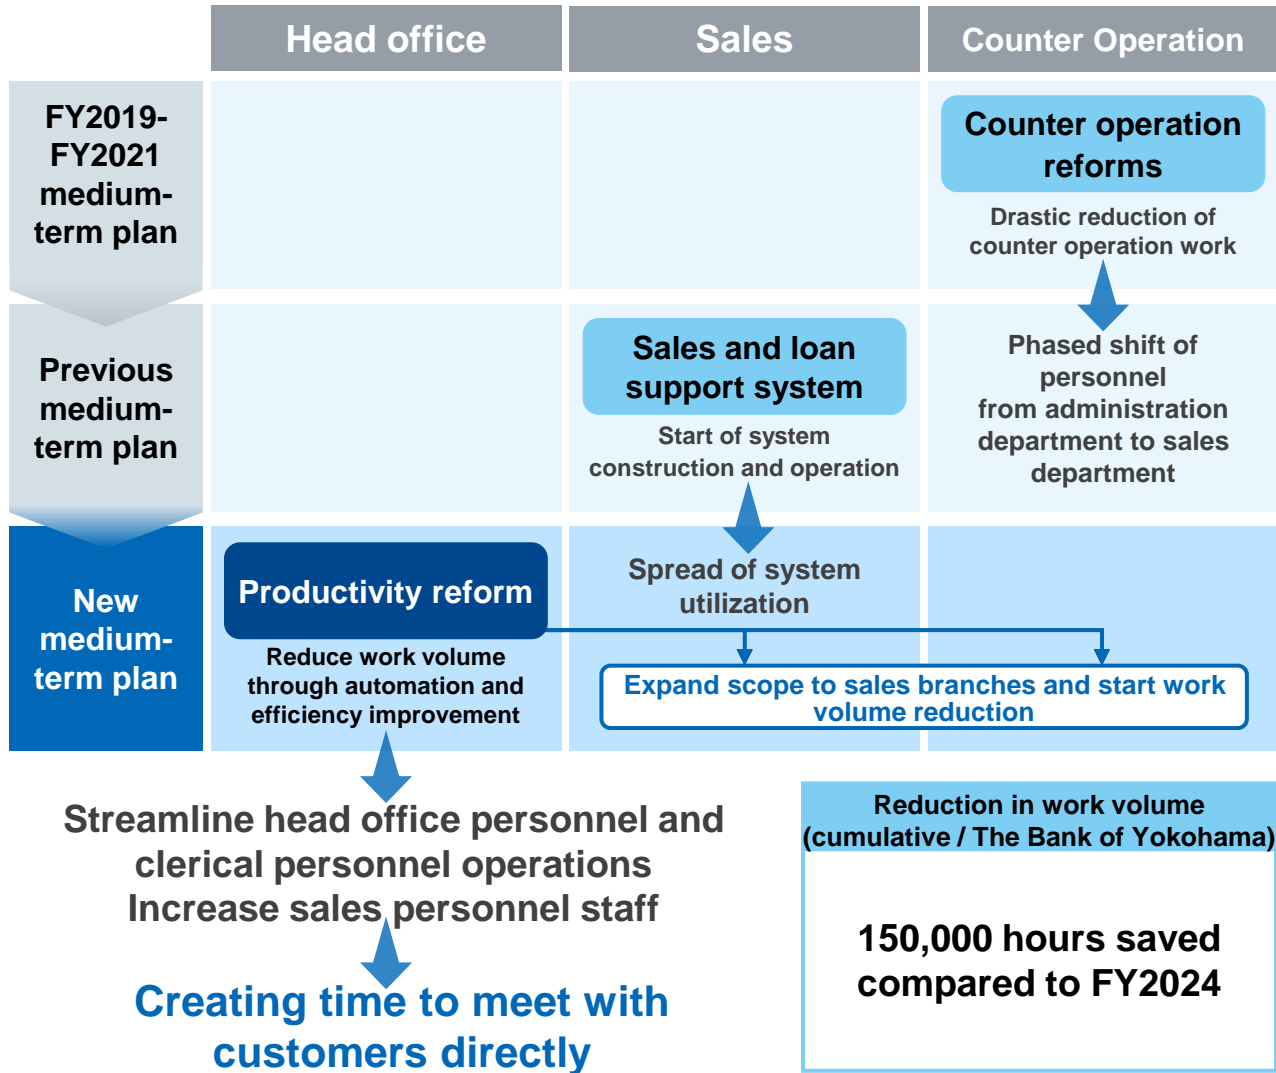 Head office
Sales
Counter Operation
FY2019-
FY2021
medium-
term plan
Counter operation
reforms
Drastic reduction of
counter operation work
Previous
medium-
term plan
Sales and loan
support system
Start of system
construction and operation
Phased shift of
personnel
from administration
department to sales
department
New
medium-
term plan
Productivity reform
Reduce work volume
through automation and
efficiency improvement
Spread of system
utilization
Expand scope to sales branches and start work
volume reduction
Streamline head office personnel and
clerical personnel operations
Increase sales personnel staff
Creating time to meet with
customers directly
Reduction in work volume
(cumulative / The Bank of Yokohama)
150,000 hours saved
compared to FY2024